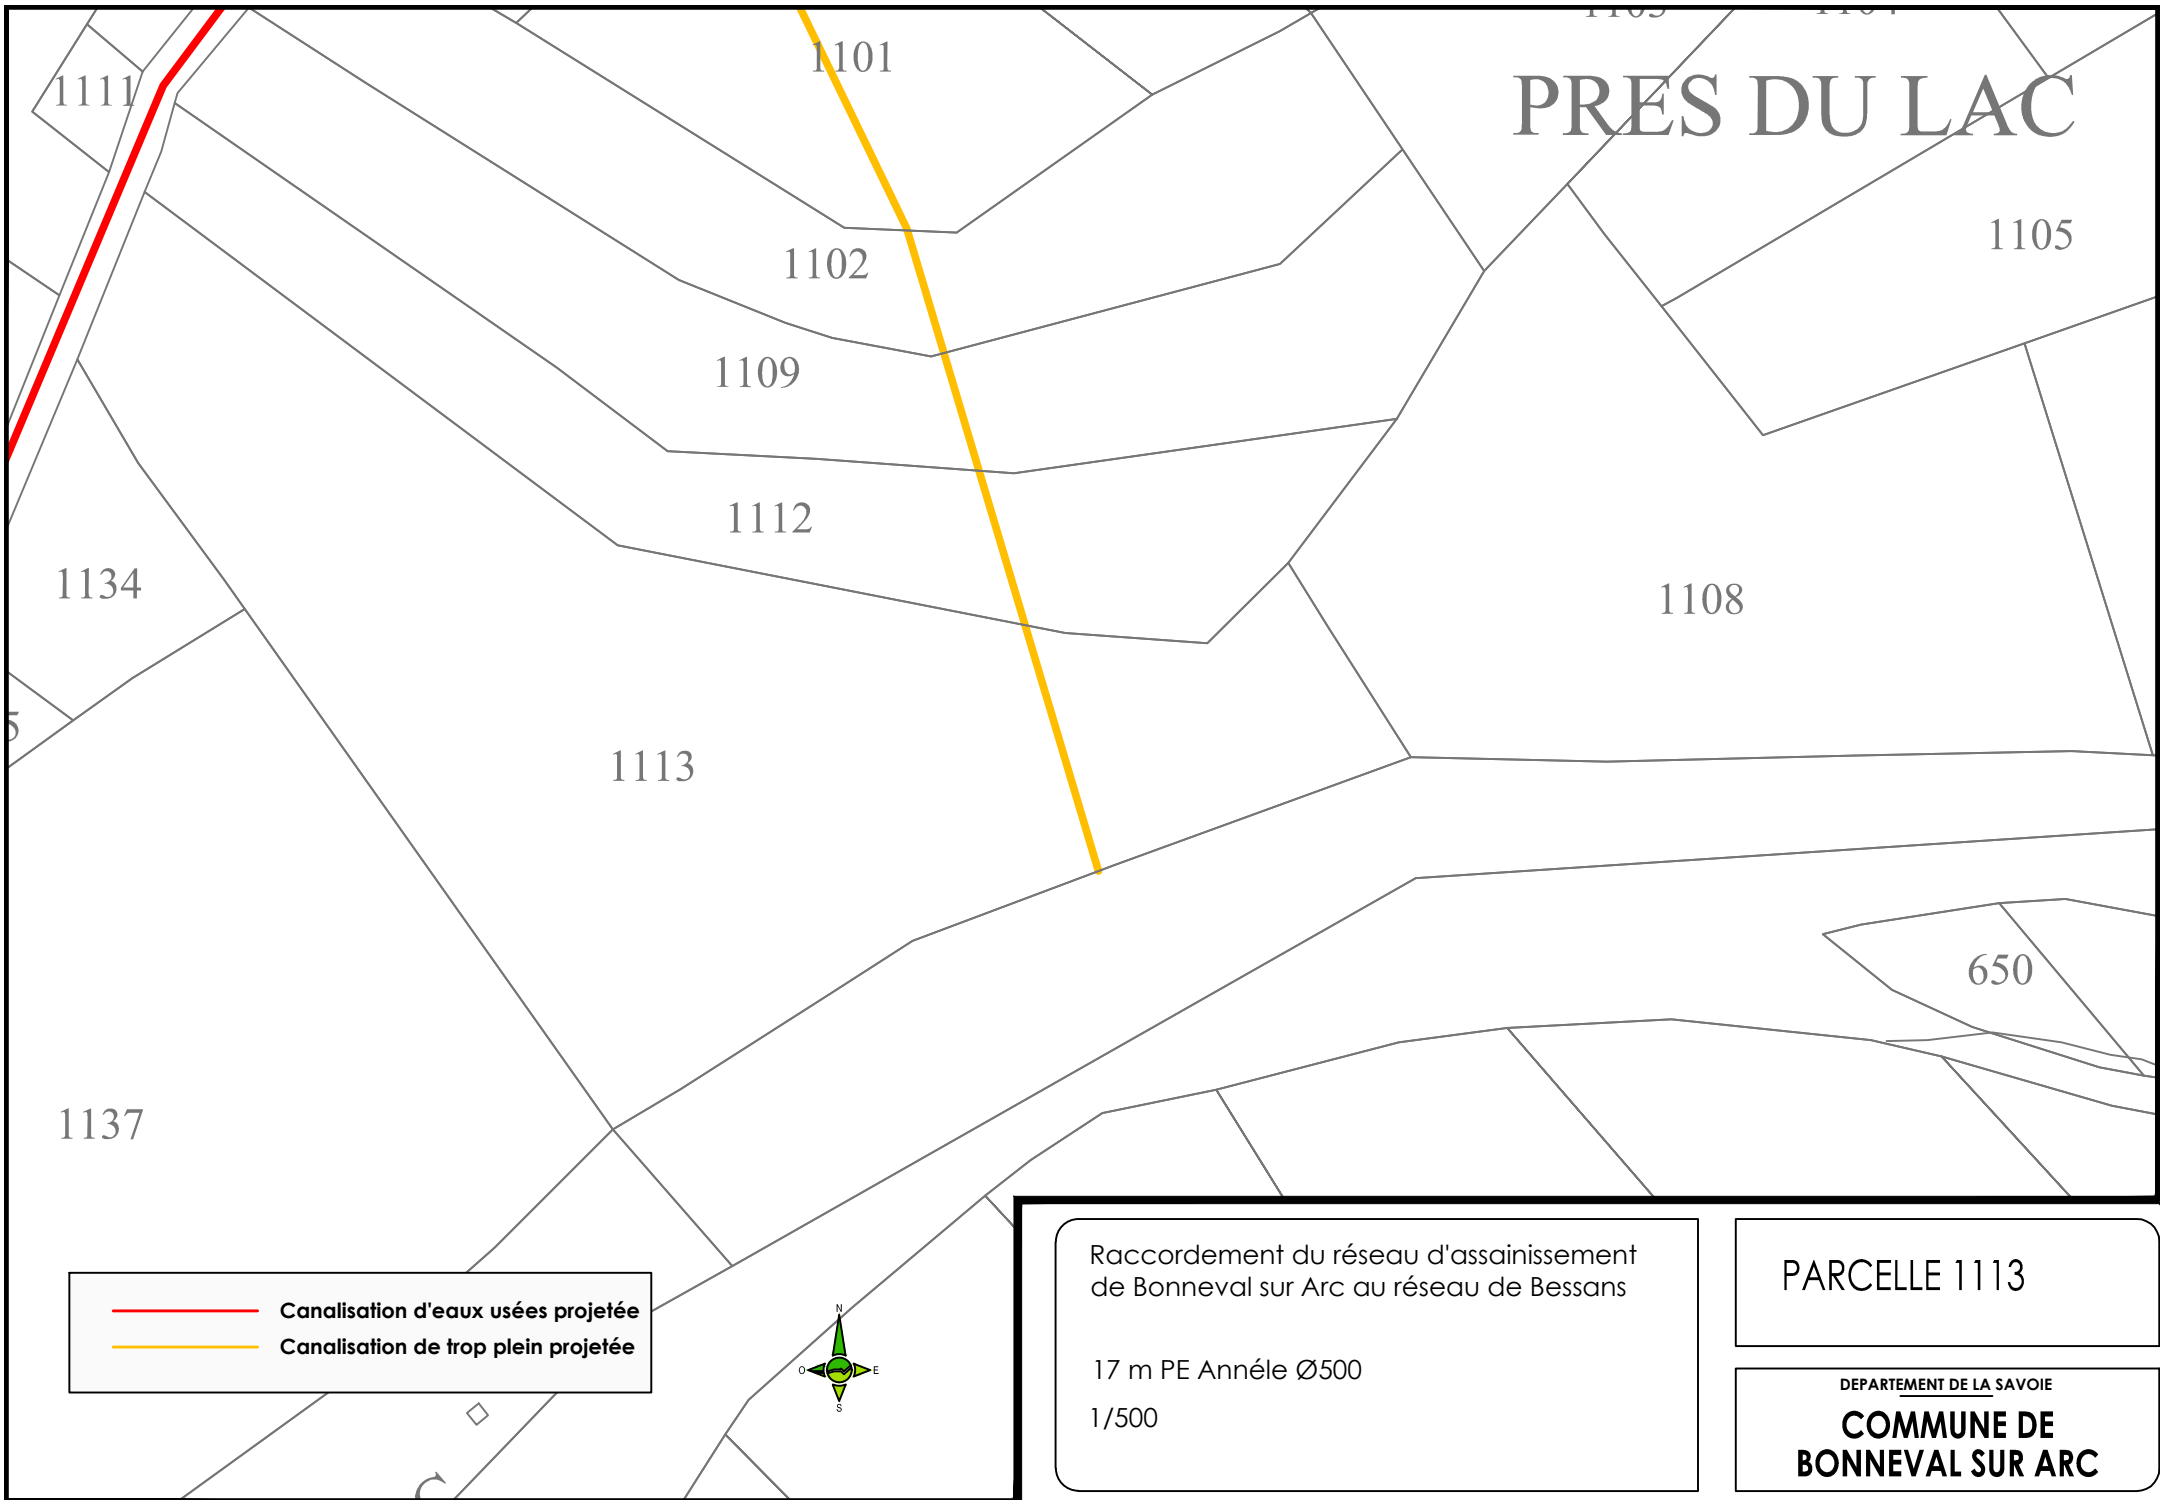 1101
1111
PRES DU LAC
1105
1102
1109
1112
1134
1108
1113
650
1137
Canalisation d'eaux usées projetée
Canalisation de trop plein projetée
N
O
E
S
Raccordement du réseau d'assainissement
de Bonneval sur Arc au réseau de Bessans
17 m PE Annéle Ø500
1/500
PARCELLE 1113
DEPARTEMENT DE LA SAVOIE
COMMUNE DE
BONNEVAL SUR ARC